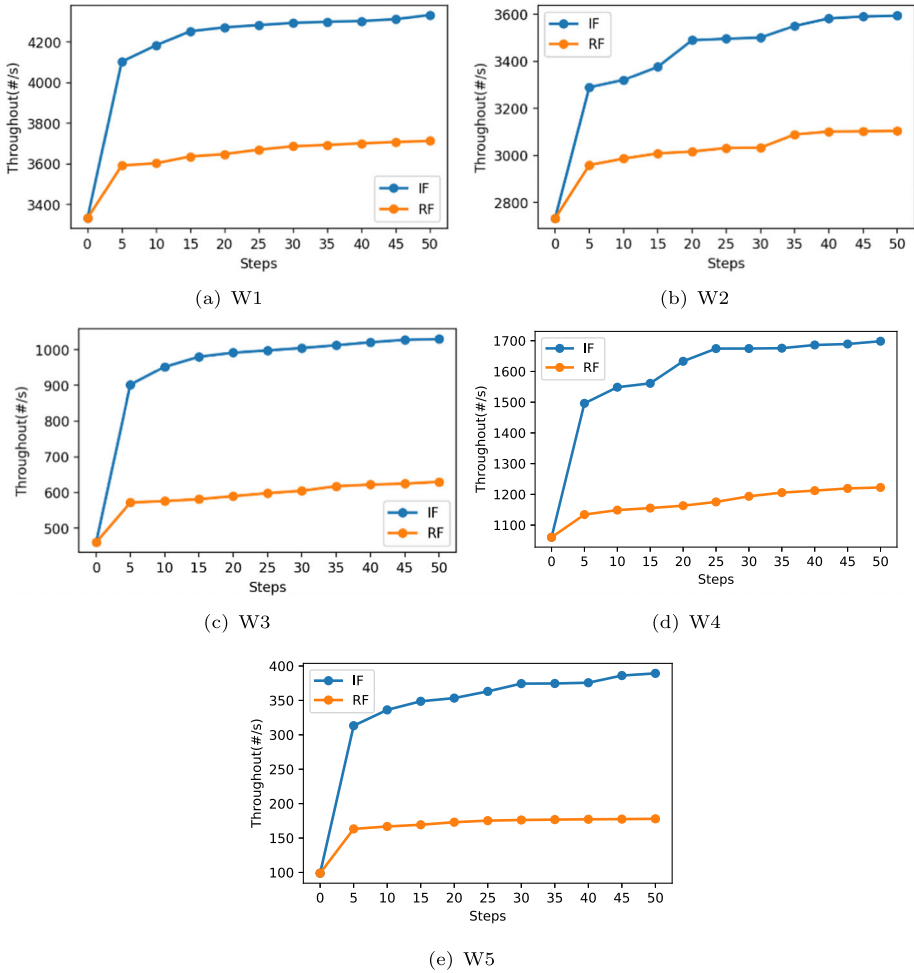 4200
4000
3800
3600
3400
Throughout(#/s)
IF
RF
0 5 10 15 20 25 30 35 40 45 50
Steps
(a) W1
3600
3400
3200
3000
2800
Throughout(#/s)
IF
RF
0 5 10 15 20 25 30 35 40 45 50
Steps
(b) W2
1000
900
800
700
600
500
Throughout(#/s)
IF
RF
0 5 10 15 20 25 30 35 40 45 50
Steps
(c) W3
1700
1600
1500
1400
1300
1200
1100
Throughout(#/s)
IF
RF
0 5 10 15 20 25 30 35 40 45 50
Steps
(d) W4
400
350
300
250
200
150
100
Throughout(#/s)
IF
RF
0 5 10 15 20 25 30 35 40 45 50
Steps
(e) W5